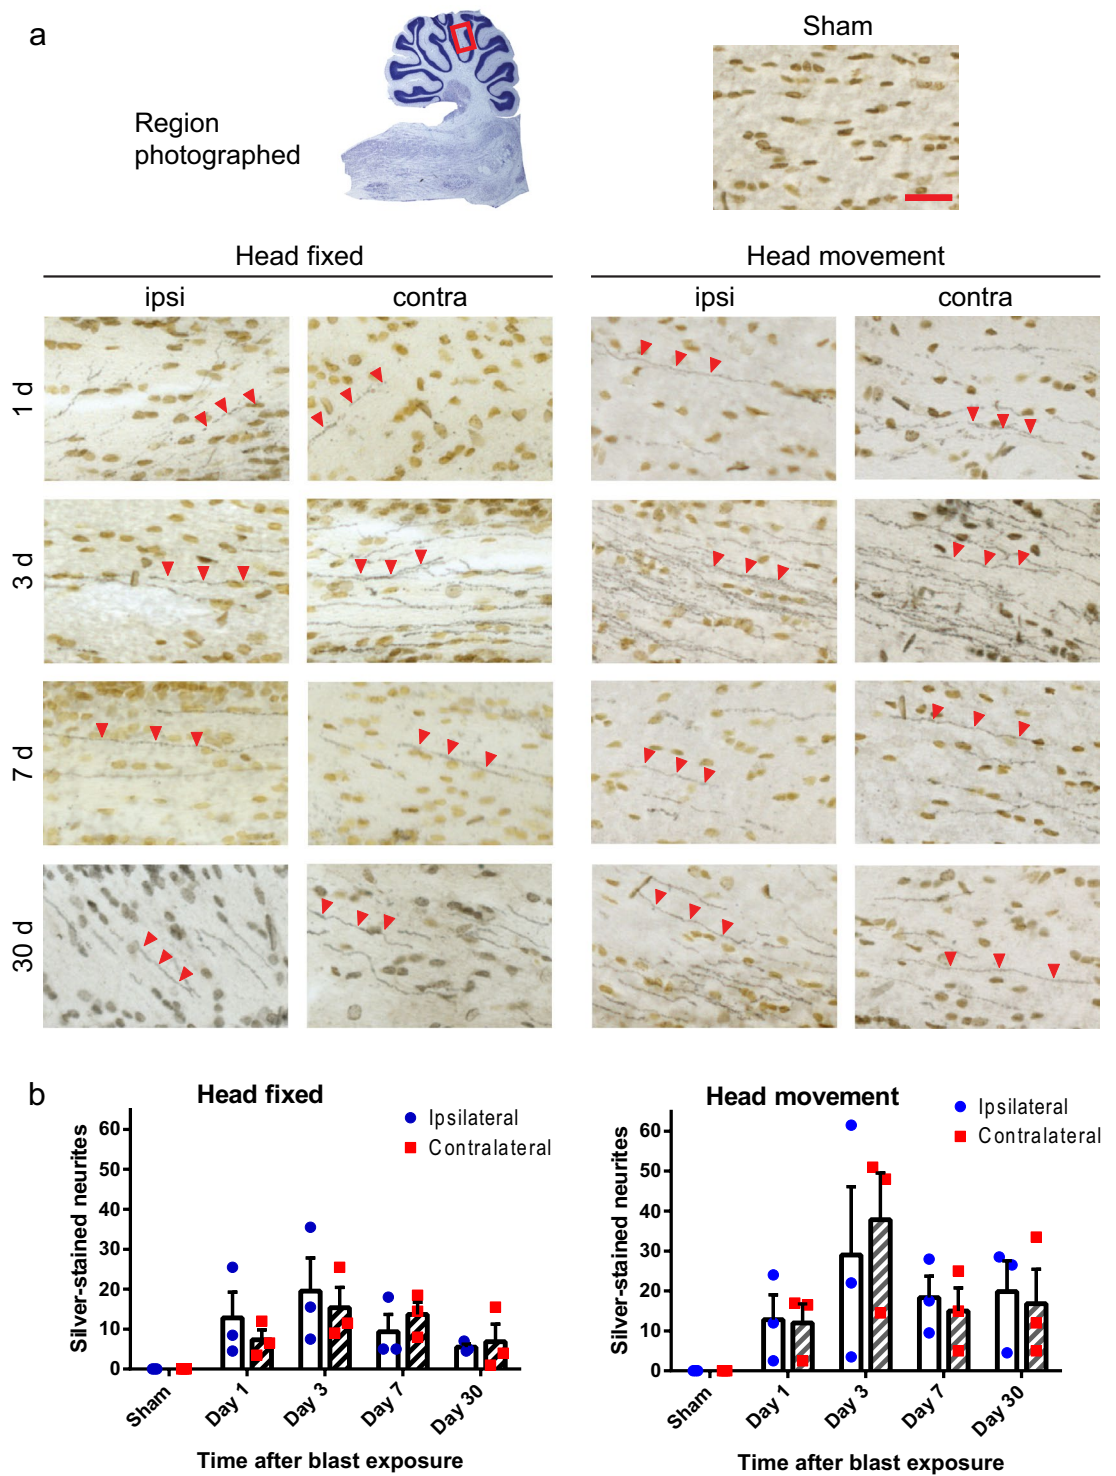 a
Region
photographed
Sham
Head fixed
Head movement
ipsi
contra
ipsi
contra
1 d
3 d
7 d
30 d
b
Head fixed
Ipsilateral
Contralateral
Silver-stained neurites
60
50
40
30
20
10
0
Sham
Day 1
Day 3
Day 7
Day 30
Time after blast exposure
Head movement
Ipsilateral
Contralateral
Silver-stained neurites
60
50
40
30
20
10
0
Sham
Day 1
Day 3
Day 7
Day 30
Time after blast exposure